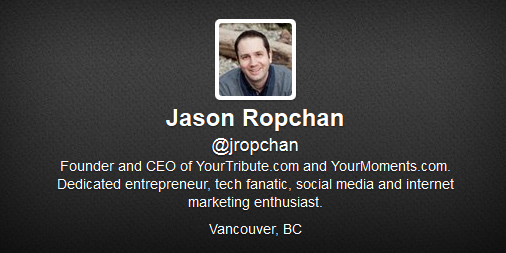 Jason Ropchan
@jropchan
Founder and CEO of YourTribute.com and YourMoments.com.
Dedicated entrepreneur, tech fanatic, social media and internet
marketing enthusiast.
Vancouver, BC